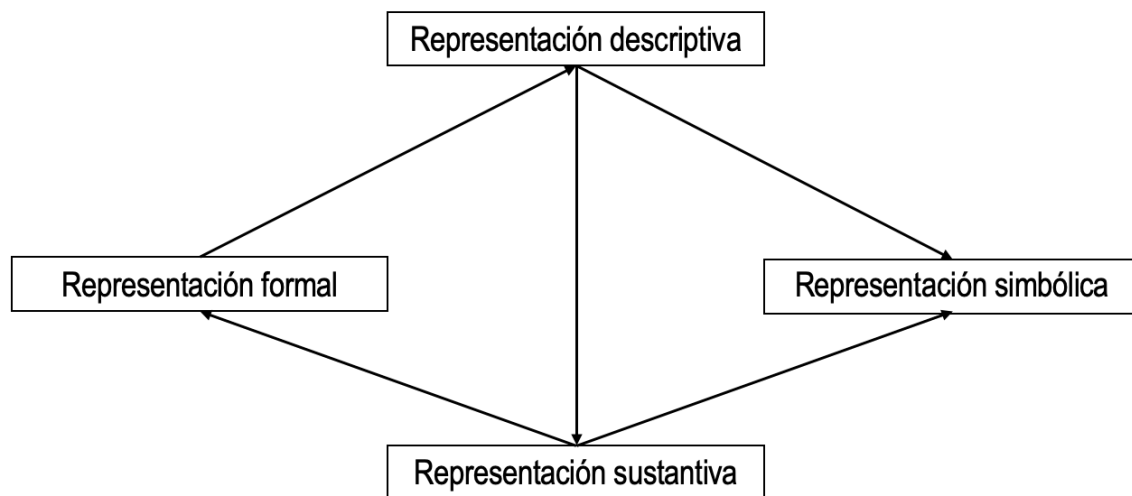 Representación descriptiva
Representación formal
Representación simbólica
Representación sustantiva